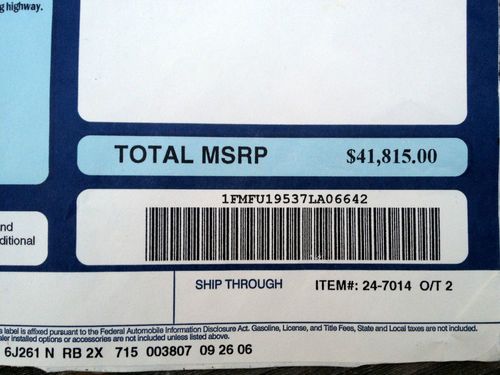 g highway.
TOTAL MSRP $41,815.00
1FMFU19537LA06642
nd
ditional
SHIP THROUGH ITEM#: 24-7014 O/T 2
s label is affixed pursuant to the Federal Automobile Information Disclosure Act. Gasoline, License, and Title Fees, State and Local taxes are not included.
aler installed options or accessories are not included unless listed above.
6J261 N RB 2X 715 003807 09 26 06